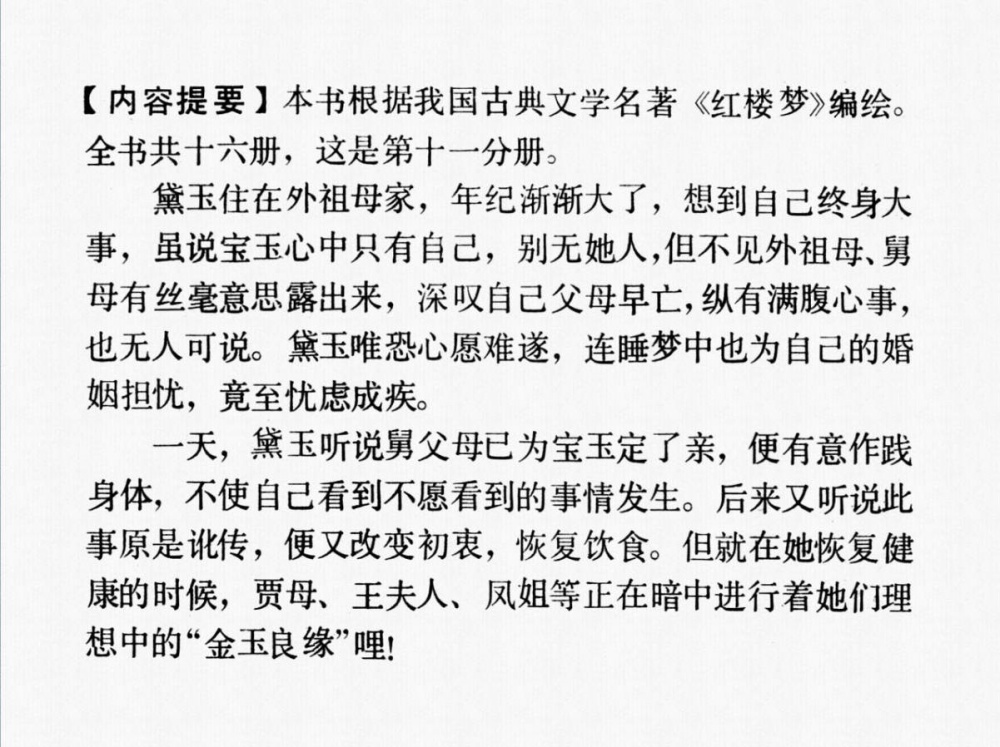 【内容提要】本书根据我国古典文学名著《红楼梦》编绘。
全书共十六册，这是第十一分册。
黛玉住在外祖母家，年纪渐渐大了，想到自己终身大
事，虽说宝玉心中只有自己，别无她人，但不见外祖母、舅
母有丝毫意思露出来，深叹自己父母早亡，纵有满腹心事，
也无人可说。黛玉唯恐心愿难遂，连睡梦中也为自己的婚
姻担忧，竟至忧虑成疾。
一天，黛玉听说舅父母已为宝玉定了亲，便有意作践
身体，不使自己看到不愿看到的事情发生。后来又听说此
事原是讹传，便又改变初衷，恢复饮食。但就在她恢复健
康的时候，贾母、王夫人、凤姐等正在暗中进行着她们理
想中的“金玉良缘”哩！